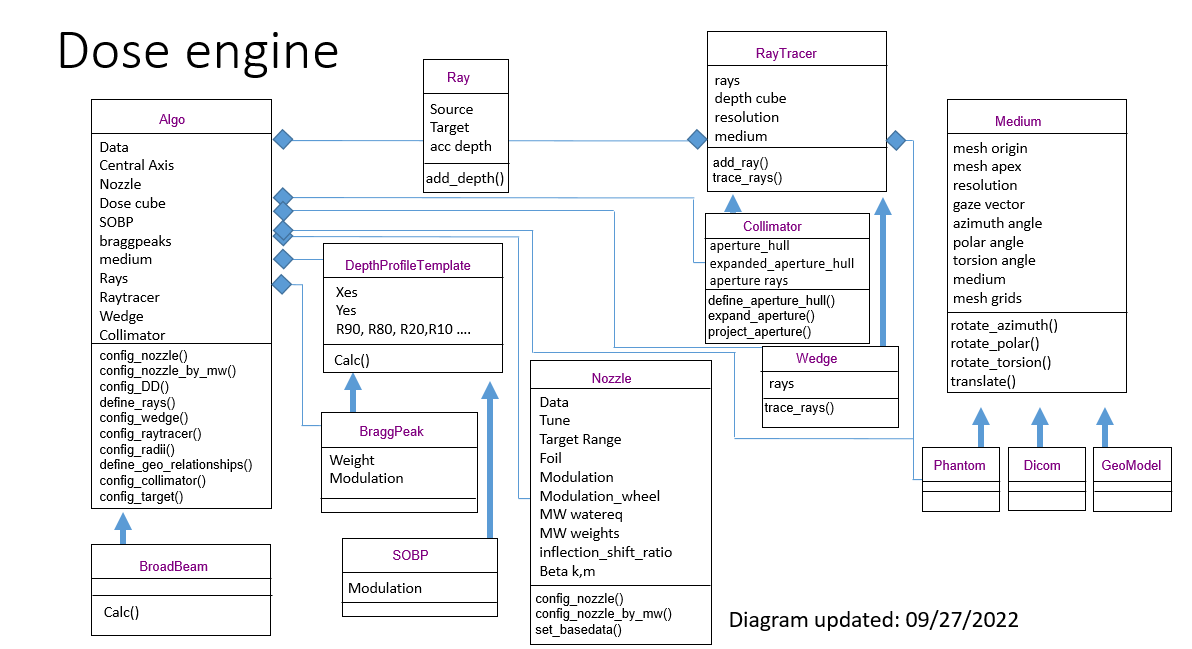 Dose engine
Algo
Data
Central Axis
Nozzle
Dose cube
SOBP
braggpeaks
medium
Rays
Raytracer
Wedge
Collimator
config_nozzle()
config_nozzle_by_mw()
config_DD()
define_rays()
config_wedge()
config_raytracer()
config_radii()
define_geo_relationships()
config_collimator()
config_target()
BroadBeam
Calc()
Ray
Source
Target
acc depth
add_depth()
DepthProfileTemplate
Xes
Yes
R90, R80, R20,R10 ....
Calc()
BraggPeak
Weight
Modulation
SOBP
Modulation
RayTracer
rays
depth cube
resolution
medium
add_ray()
trace_rays()
Collimator
aperture_hull
expanded_aperture_hull
aperture rays
define_aperture_hull()
expand_aperture()
project_aperture()
Wedge
rays
trace_rays()
Nozzle
Data
Tune
Target Range
Foil
Modulation
Modulation_wheel
MW watereq
MW weights
inflection_shift_ratio
Beta k,m
config_nozzle()
config_nozzle_by_mw()
set_basedata()
Medium
mesh origin
mesh apex
resolution
gaze vector
azimuth angle
polar angle
torsion angle
medium
mesh grids
rotate_azimuth()
rotate_polar()
rotate_torsion()
translate()
Phantom
Dicom
GeoModel
Diagram updated: 09/27/2022